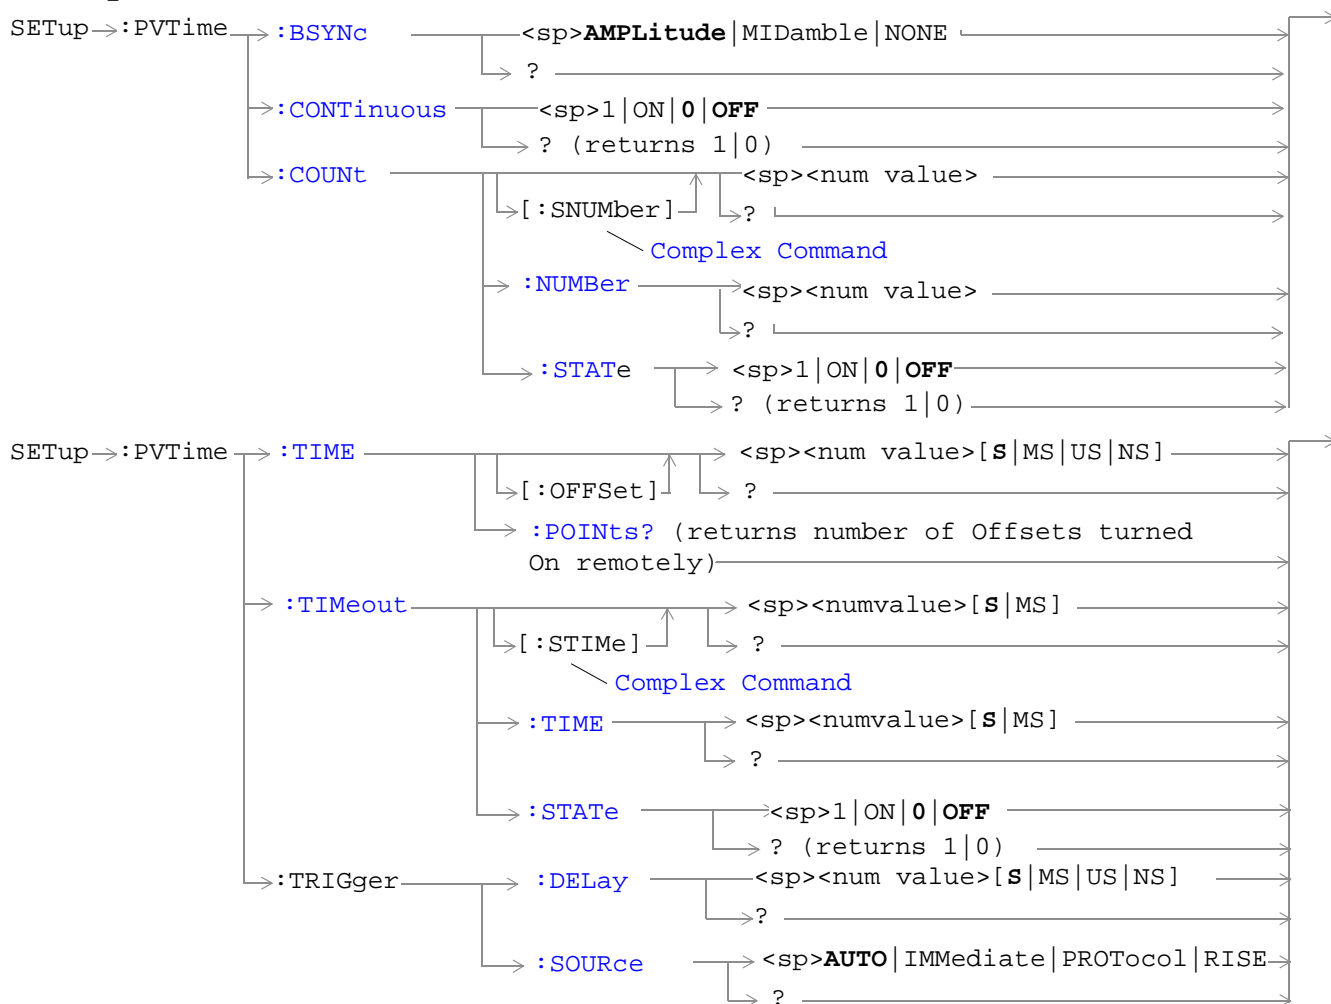 SETup :PVTime :BSYNc <sp>AMPLitude|MIDamble|NONE
?
:CONTinuous <sp>1|ON|0|OFF
? (returns 1|0)
:COUNt <sp><num value>
[:SNUMber] ?
Complex Command
:NUMBer <sp><num value>
?
:STATe <sp>1|ON|0|OFF
? (returns 1|0)
SETup :PVTime :TIME <sp><num value>[S|MS|US|NS]
[:OFFSet] ?
:POINts? (returns number of Offsets turned
On remotely)
:TIMeout <sp><numvalue>[S|MS]
[:STIMe] ?
Complex Command
:TIME <sp><numvalue>[S|MS]
?
:STATe <sp>1|ON|0|OFF
? (returns 1|0)
:TRIGger :DELay <sp><num value>[S|MS|US|NS]
?
:SOURce <sp>AUTO|IMMediate|PROTocol|RISE
?